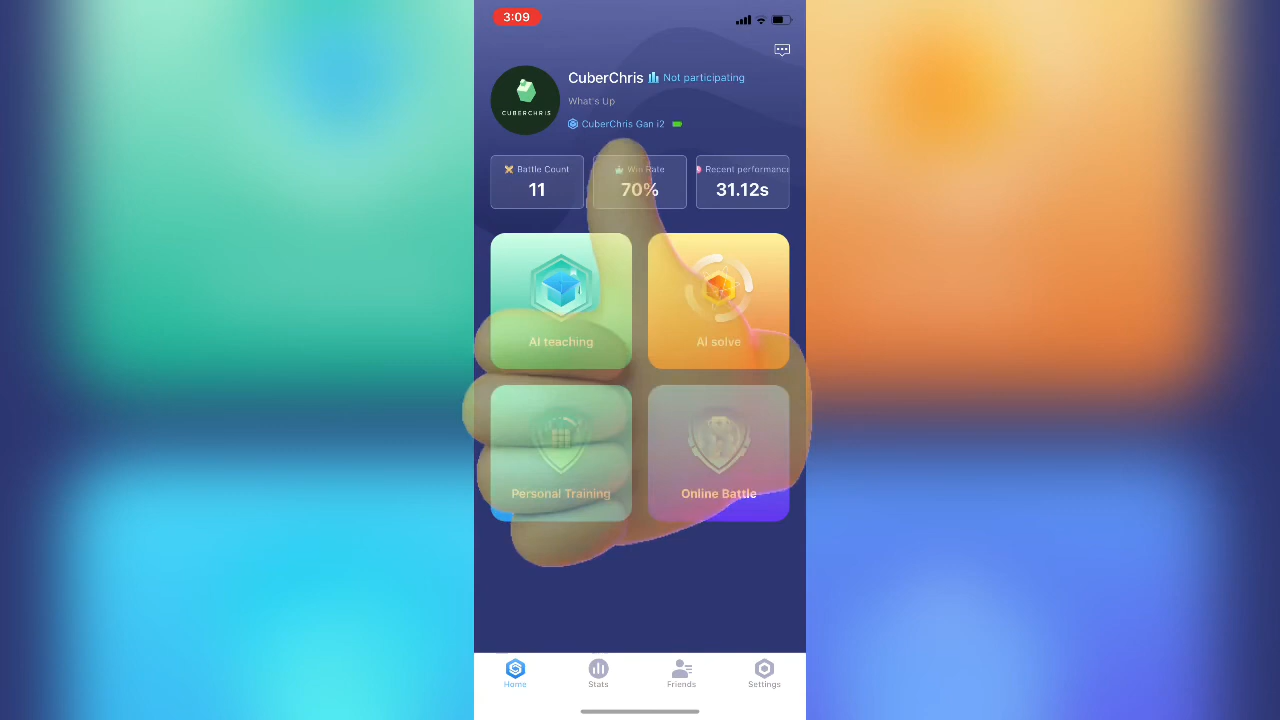 3:09
CuberChris Not participating
What's Up
CUBERCHRIS
CuberChris Gan i2
Battle Count
11
Win Rate
70%
Recent performance
31.12s
AI teaching
AI solve
Personal Training
Online Battle
Home
Stats
Friends
Settings